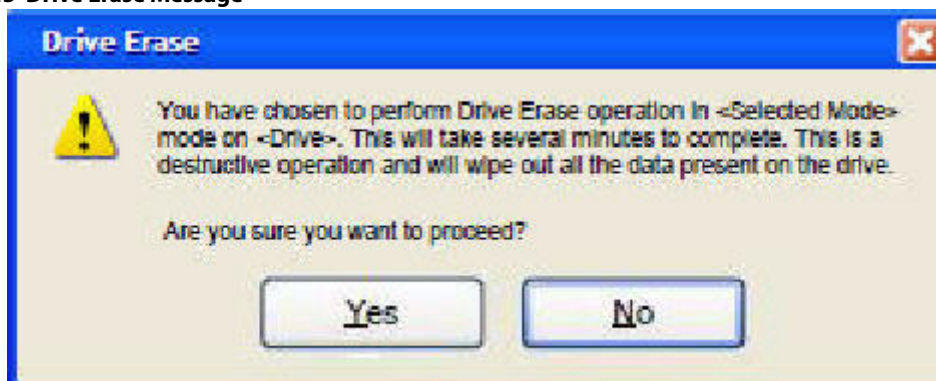 Drive Erase Message
Drive Erase
You have chosen to perform Drive Erase operation in <Selected Mode>
mode on <Drive>. This will take several minutes to complete. This is a
destructive operation and will wipe out all the data present on the drive.
Are you sure you want to proceed?
Yes
No